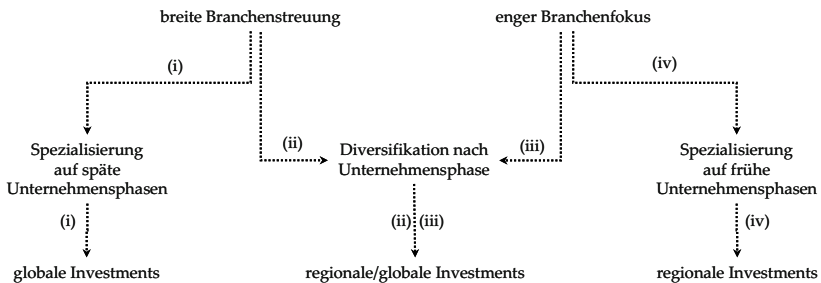 breite Branchenstreuung
enger Branchenfokus
(i)
(iv)
(ii)
(iii)
Spezialisierung
auf späte
Unternehmensphasen
Diversifikation nach
Unternehmensphase
Spezialisierung
auf frühe
Unternehmensphasen
(i)
(ii)
(iii)
(iv)
globale Investments
regionale/globale Investments
regionale Investments